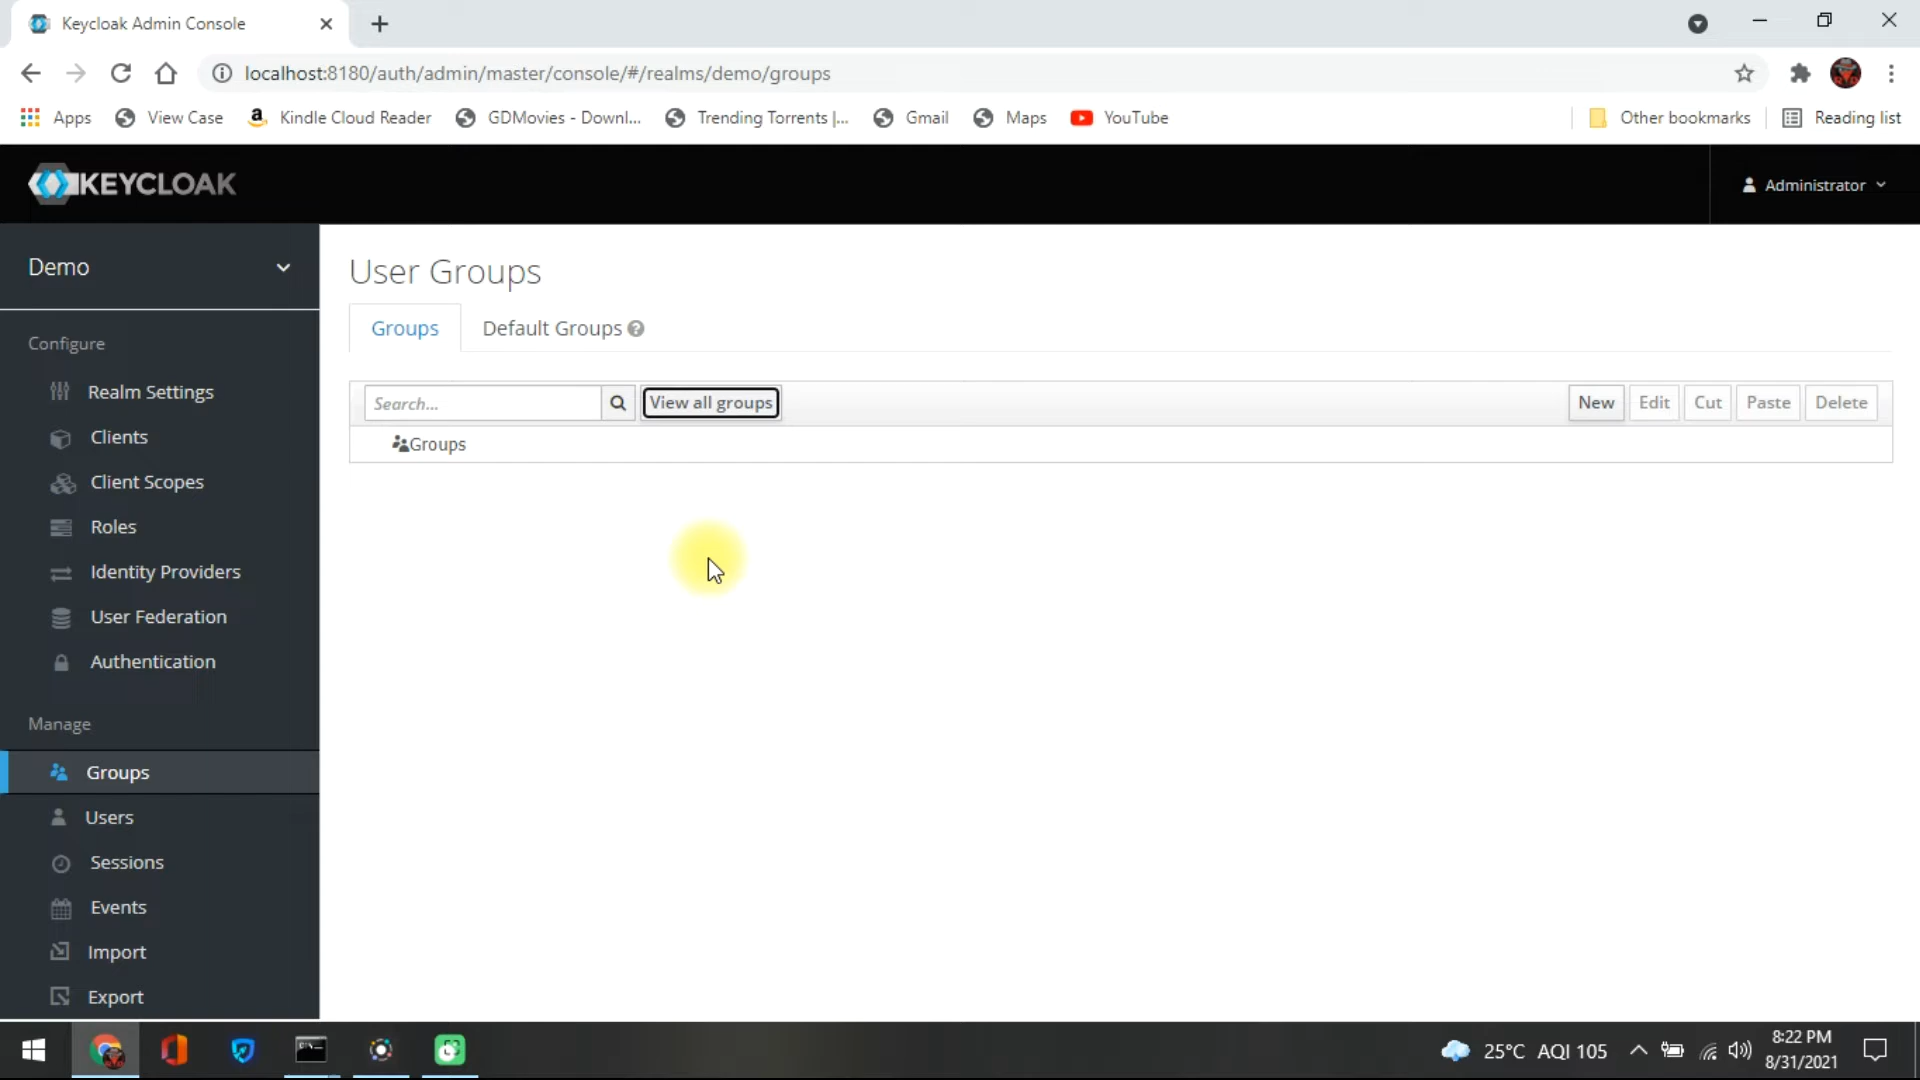 Keycloak Admin Console
localhost:8180/auth/admin/master/console/#/realms/demo/groups
Apps View Case Kindle Cloud Reader GDMovies - Downl... Trending Torrents |... Gmail Maps YouTube Other bookmarks Reading list
KEYCLOAK Administrator
Demo
User Groups
Groups Default Groups
Configure
Realm Settings
Clients
Client Scopes
Roles
Identity Providers
User Federation
Authentication
Manage
Groups
Users
Sessions
Events
Import
Export
Search... View all groups New Edit Cut Paste Delete
Groups
25°C AQI 105
8:22 PM
8/31/2021